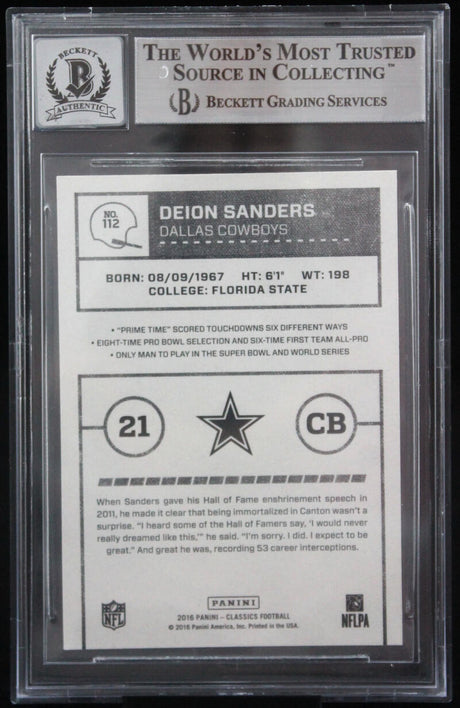 BECKETT
B
AUTHENTIC
THE WORLD'S MOST TRUSTED
SOURCE IN COLLECTING™
B BECKETT GRADING SERVICES
NO.
112
DEION SANDERS
DALLAS COWBOYS
BORN: 08/09/1967 HT: 6'1" WT: 198
COLLEGE: FLORIDA STATE
• "PRIME TIME" SCORED TOUCHDOWNS SIX DIFFERENT WAYS
• EIGHT-TIME PRO BOWL SELECTION AND SIX-TIME FIRST TEAM ALL-PRO
• ONLY MAN TO PLAY IN THE SUPER BOWL AND WORLD SERIES
21
CB
When Sanders gave his Hall of Fame enshrinement speech in
2011, he made it clear that being immortalized in Canton wasn't a
surprise. "I heard some of the Hall of Famers say, 'I would never
really dreamed like this,'" he said. "I'm sorry. I did. I expect to be
great." And great he was, recording 53 career interceptions.
NFL
PANINI
2016 PANINI - CLASSICS FOOTBALL
© 2016 Panini America, Inc. Printed in the USA.
NFLPA